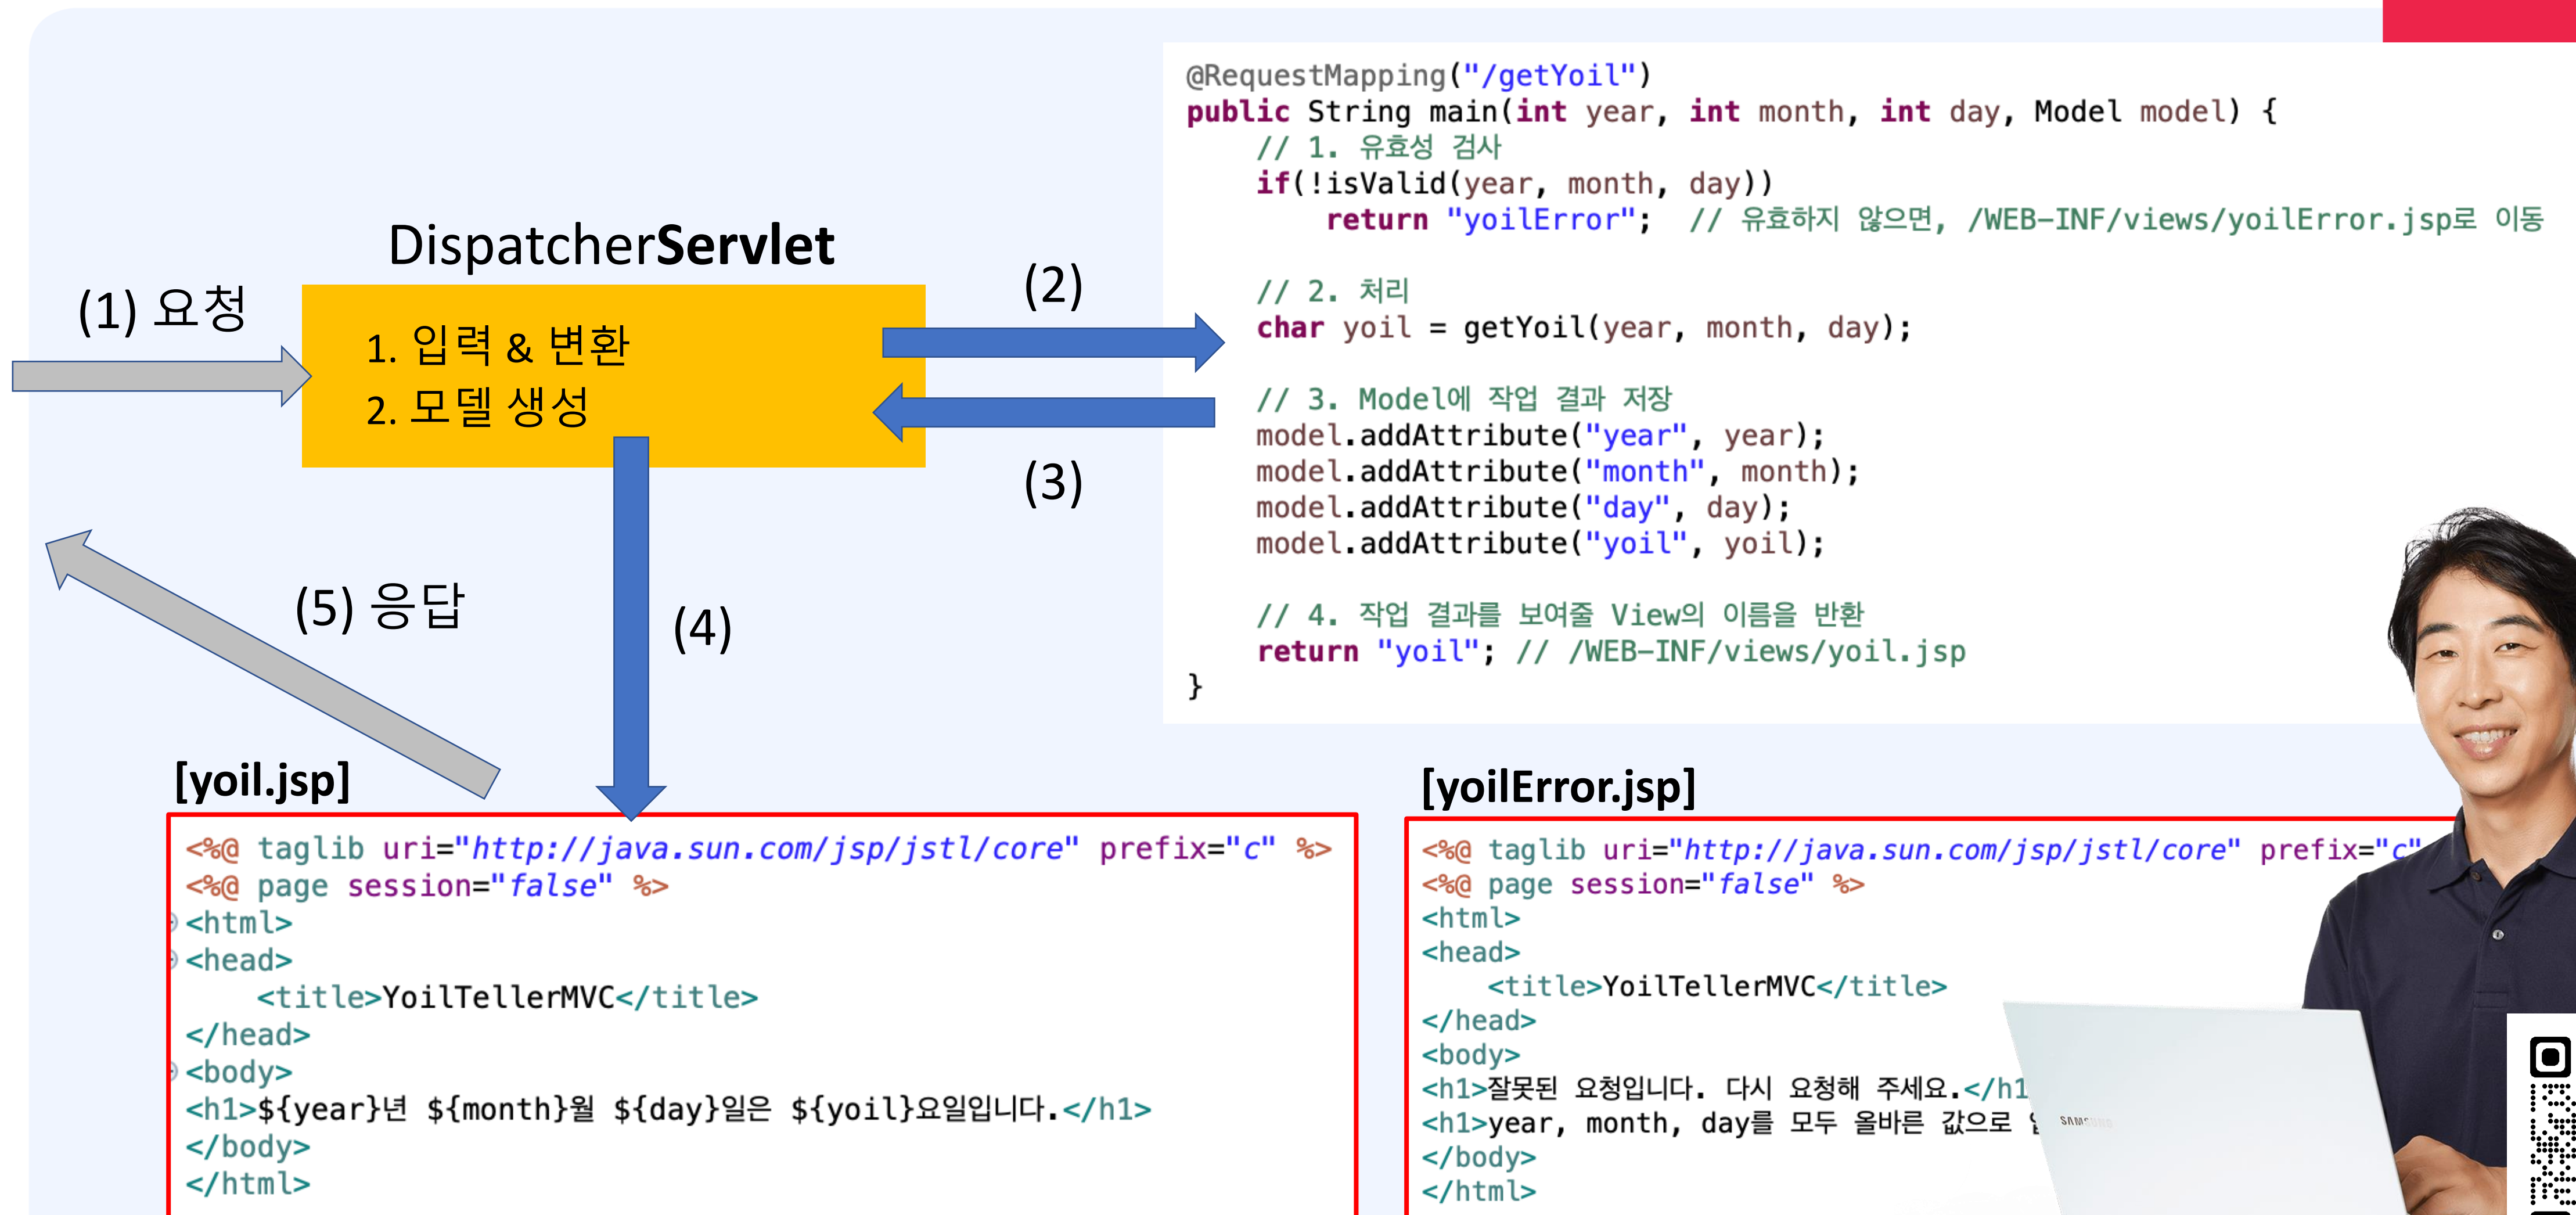 @RequestMapping("/getYoil")
public String main(int year, int month, int day, Model model) {
// 1. 유효성 검사
if(!isValid(year, month, day))
return "yoilError"; // 유효하지 않으면, /WEB-INF/views/yoilError.jsp로 이동
// 2. 처리
char yoil = getYoil(year, month, day);
// 3. Model에 작업 결과 저장
model.addAttribute("year", year);
model.addAttribute("month", month);
model.addAttribute("day", day);
model.addAttribute("yoil", yoil);
// 4. 작업 결과를 보여줄 View의 이름을 반환
return "yoil"; // /WEB-INF/views/yoil.jsp
}
DispatcherServlet
(1) 요청
1. 입력 & 변환
2. 모델 생성
(2)
(3)
(4)
(5) 응답
[yoil.jsp]
<%@ taglib uri="http://java.sun.com/jsp/jstl/core" prefix="c" %>
<%@ page session="false" %>
<html>
<head>
<title>YoilTellerMVC</title>
</head>
<body>
<h1>${year}년 ${month}월 ${day}일은 ${yoil}요일입니다.</h1>
</body>
</html>
[yoilError.jsp]
<%@ taglib uri="http://java.sun.com/jsp/jstl/core" prefix="c"
<%@ page session="false" %>
<html>
<head>
<title>YoilTellerMVC</title>
</head>
<body>
<h1>잘못된 요청입니다. 다시 요청해 주세요.</h1
<h1>year, month, day를 모두 올바른 값으로
</body>
</html>
SAMSUNG